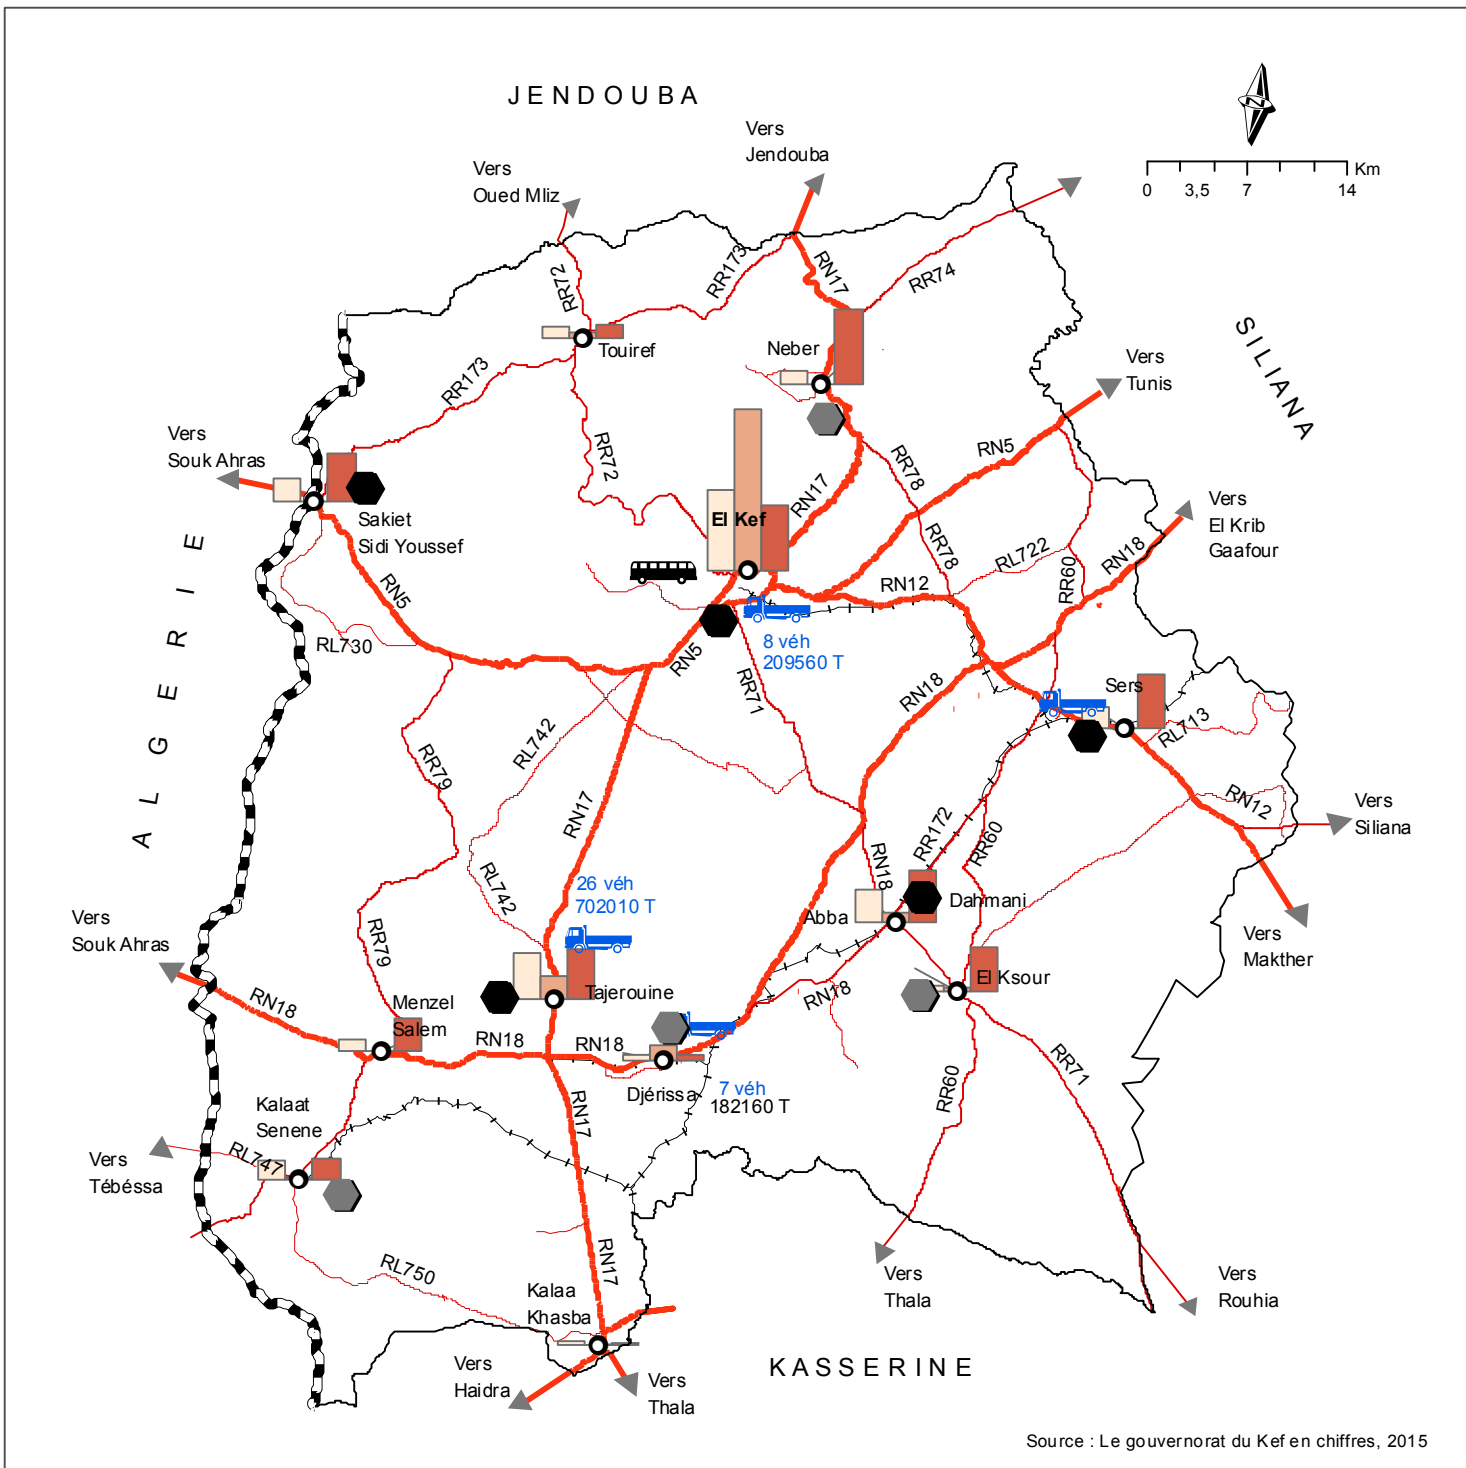 JENDOUBA
Vers
Jendouba
Vers
Oued Mliz
Km
0 3,5 7 14
RR72
RR173
RN17
RR74
SILIANA
Neber
Touiref
Vers
Tunis
RR173
RN5
Vers
Souk Ahras
RR72
RR78
RN17
Vers
El Krib
Gaafour
El Kef
Sakiet
Sidi Youssef
ALGERIE
RN5
RR78
RL722
RN18
RN12
RR60
RL730
8 véh
209560 T
RN5
RR71
RN18
Sers
RL713
RL742
RR79
RN17
RN12
Vers
Siliana
RR172
RR60
RN18
RL742
26 véh
702010 T
Abba
Dahmani
Vers
Souk Ahras
RR79
Vers
Makther
El Ksour
Tajerouine
RN18
RN18
Menzel
Salem
RN18
RN18
Djérissa
7 véh
182160 T
RR71
RR60
RN17
Kalaat
Senene
RL747
Vers
Tébéssa
RL750
RN17
Kalaa
Khasba
Vers
Thala
Vers
Rouhia
Vers
Haidra
Vers
Thala
KASSERINE
Source : Le gouvernorat du Kef en chiffres, 2015